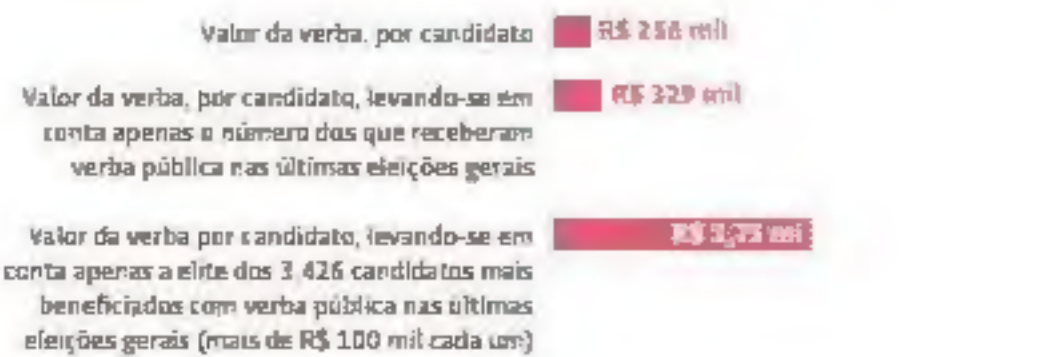 Valor da verba, por candidato
Valor da verba, por candidato, levando-se em
conta apenas o número dos que receberam
verba pública nas últimas eleições gerais
R$ 329 mil
Valor da verba por candidato, levando-se em
conta apenas a elite dos 3.426 candidatos mais
beneficiados com verba pública nas últimas
eleições gerais (mais de R$ 100 mil cada um)